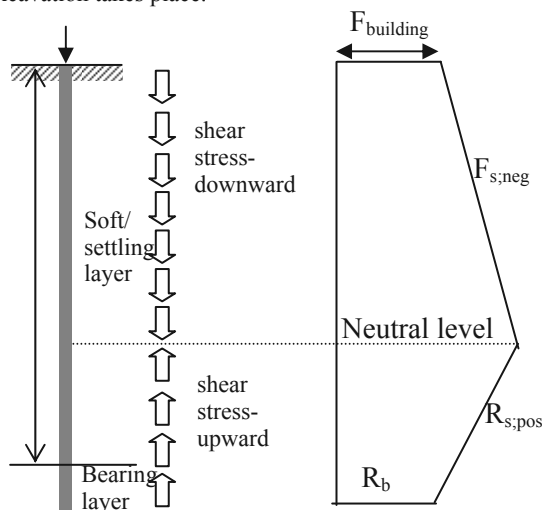 cavation takes place.
F_building
shear
stress-
downward
F_s;neg
Soft/
settling
layer
Neutral level
shear
stress-
upward
R_s;pos
Bearing
layer
R_b